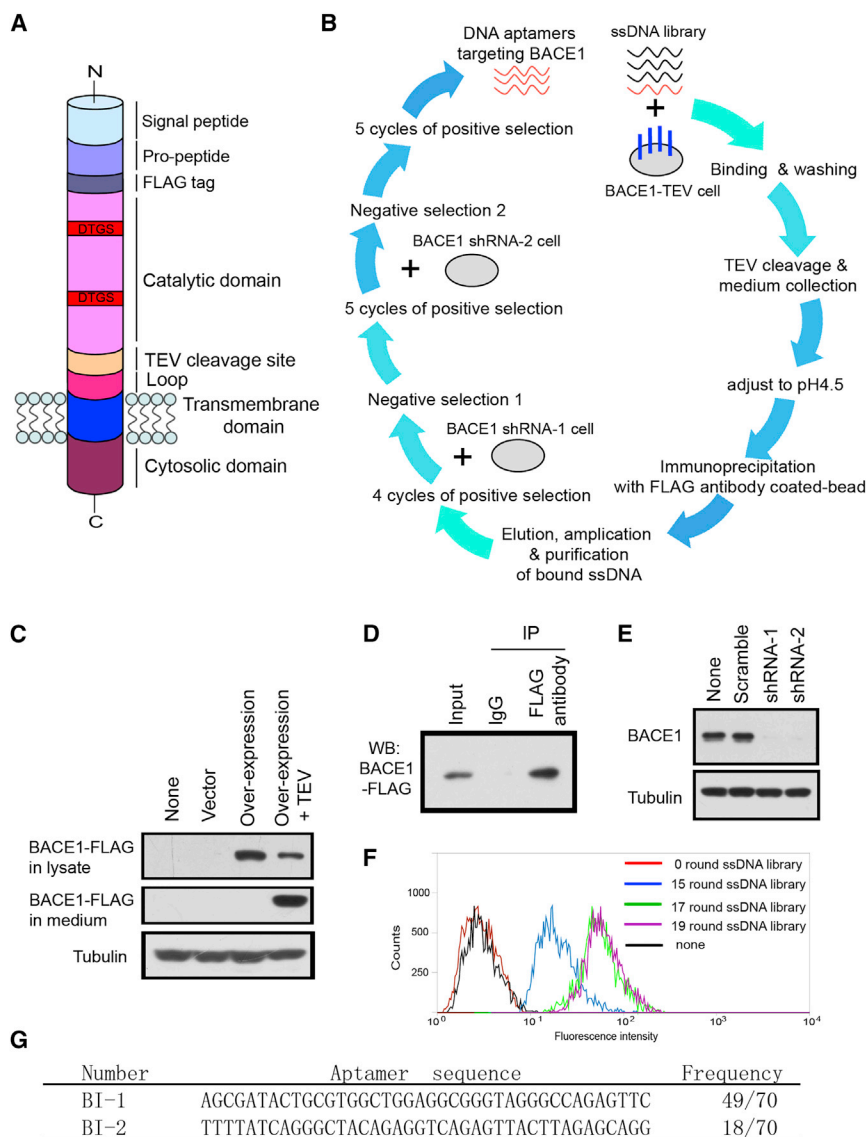 A
N
Signal peptide
Pro-peptide
FLAG tag
DTGS
Catalytic domain
DTGS
TEV cleavage site
Loop
Transmembrane
domain
Cytosolic domain
C
B
DNA aptamers
targeting BACE1
ssDNA library
+
BACE1-TEV cell
Binding & washing
TEV cleavage &
medium collection
adjust to pH4.5
Immunoprecipitation
with FLAG antibody coated-bead
Elution, amplication
& purification
of bound ssDNA
4 cycles of positive selection
+
BACE1 shRNA-1 cell
Negative selection 1
5 cycles of positive selection
+
BACE1 shRNA-2 cell
Negative selection 2
5 cycles of positive selection
C
None
Vector
Over-expression
Over-expression
+ TEV
BACE1-FLAG
in lysate
BACE1-FLAG
in medium
Tubulin
D
IP
Input
IgG
FLAG
antibody
WB:
BACE1
-FLAG
E
None
Scramble
shRNA-1
shRNA-2
BACE1
Tubulin
F
0 round ssDNA library
15 round ssDNA library
17 round ssDNA library
19 round ssDNA library
none
Counts
1000
500
250
10^0
10^1
10^2
10^3
10^4
Fluorescence intensity
G
Number Aptamer sequence Frequency
BI-1 AGCGATACTGCGTGGCTGGAGGCGGGTAGGGCCAGAGTTC 49/70
BI-2 TTTTATCAGGGCTACAGAGGTCAGAGTTACTTAGAGCAGG 18/70